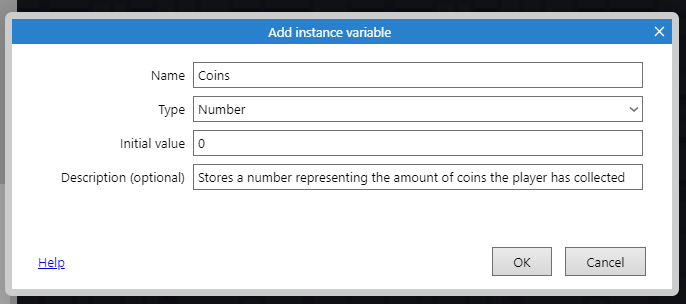 Add instance variable
Name Coins
Type Number
Initial value 0
Description (optional) Stores a number representing the amount of coins the player has collected
Help OK Cancel